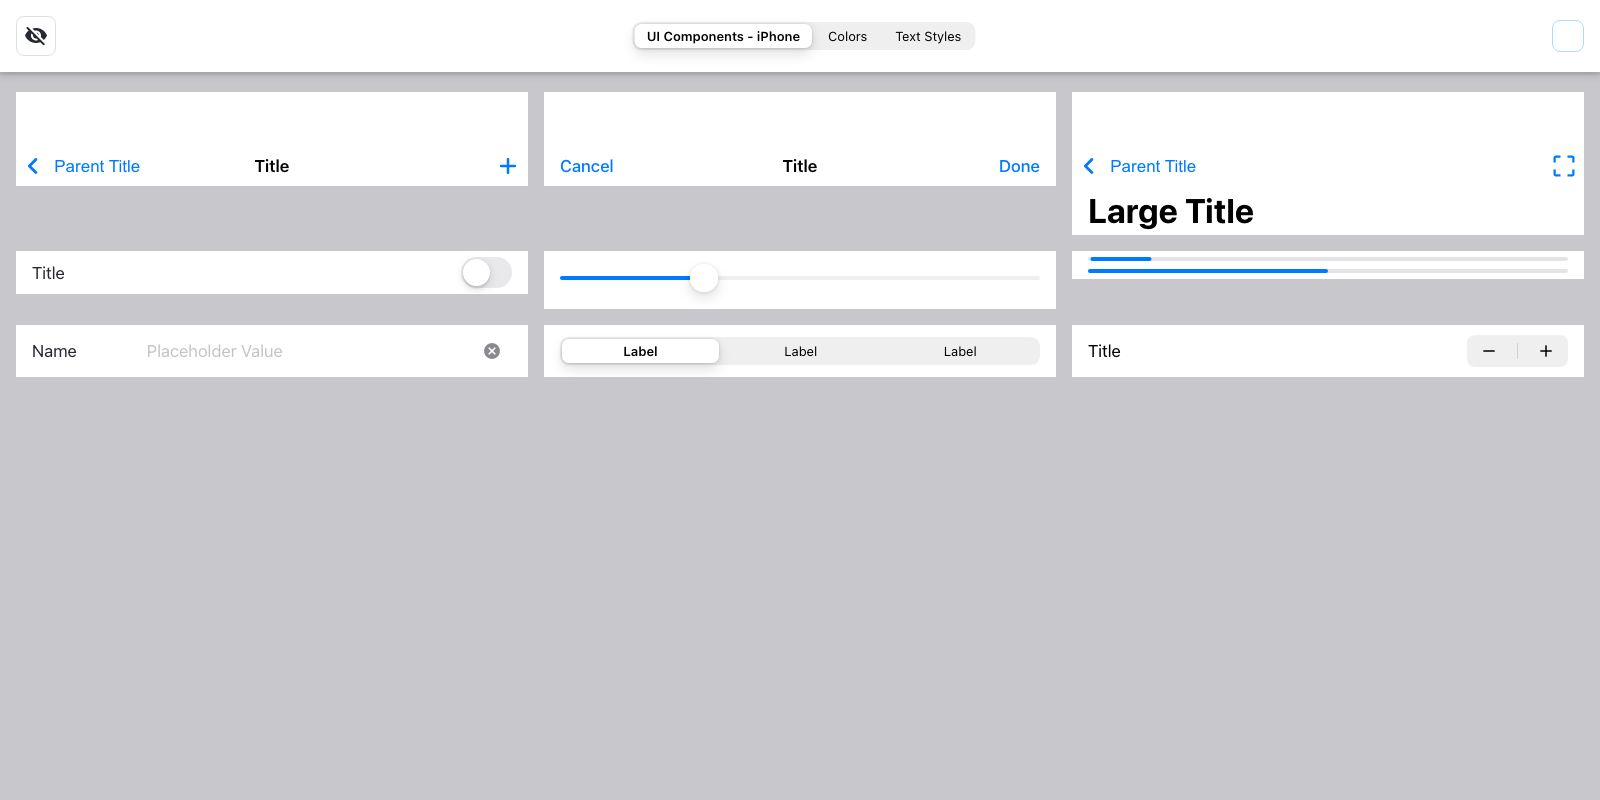 UI Components - iPhone Colors Text Styles
Parent Title Title
Cancel Title Done
Parent Title
Large Title
Title
Name Placeholder Value
Label Label Label
Title